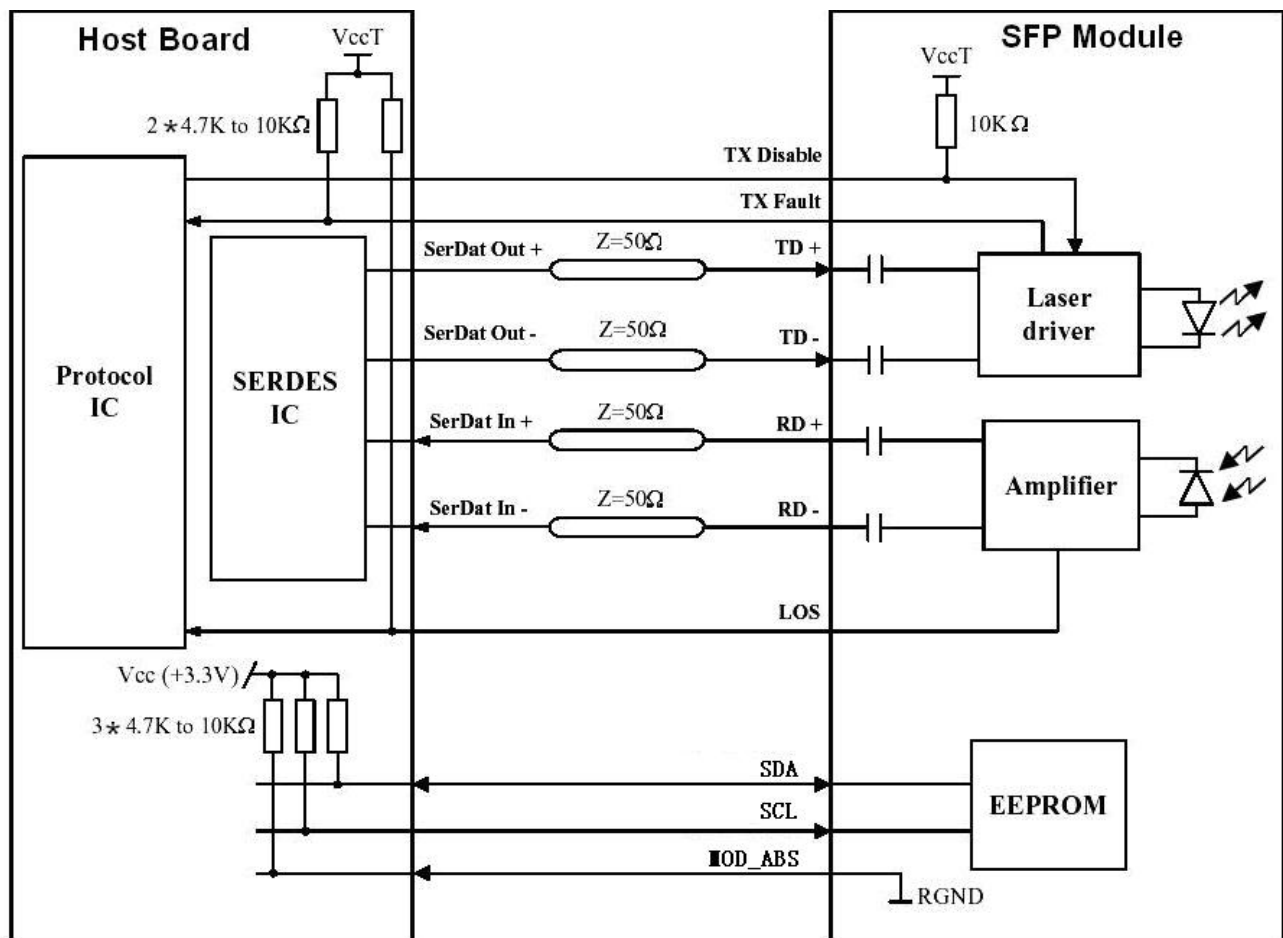 Host Board
SFP Module
VccT
VccT
2*4.7K to 10KΩ
10KΩ
TX Disable
TX Fault
SerDat Out +
Z=50Ω
TD +
Laser
driver
SerDat Out -
Z=50Ω
TD -
Protocol
IC
SERDES
IC
SerDat In +
Z=50Ω
RD +
Amplifier
SerDat In -
Z=50Ω
RD -
LOS
Vcc (+3.3V)
3*4.7K to 10KΩ
SDA
SCL
EEPROM
MOD_ABS
RGND